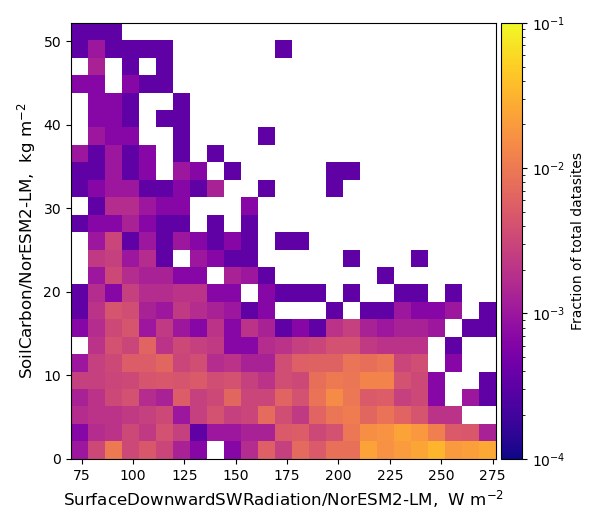 50
40
30
20
10
0
SoilCarbon/NorESM2-LM,  kg m⁻²
75 100 125 150 175 200 225 250 275
SurfaceDownwardSWRadiation/NorESM2-LM,  W m⁻²
10⁻¹
10⁻²
10⁻³
10⁻⁴
Fraction of total datasites